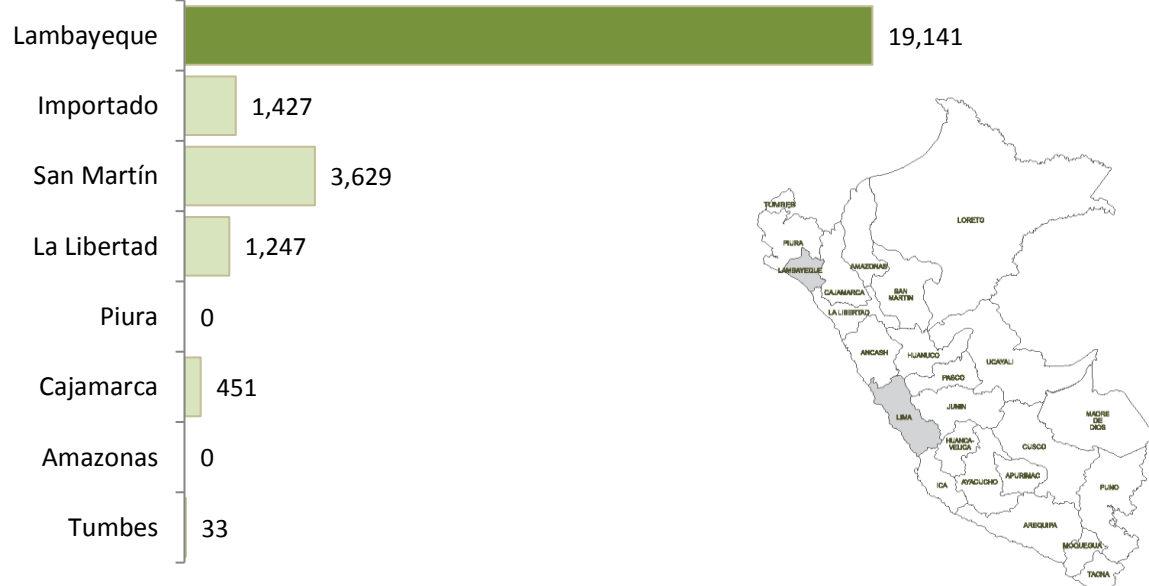 Lambayeque 19,141
Importado 1,427
San Martín 3,629
La Libertad 1,247
Piura 0
Cajamarca 451
Amazonas 0
Tumbes 33
TUMBES
LORETO
PIURA
LAMBAYEQUE
AMAZONAS
CAJAMARCA
SAN
MARTIN
LA LIBERTAD
ANCASH
HUANUCO
UCAYALI
PASCO
LIMA
JUNIN
MADRE
DE
DIOS
HUANCA-
VELICA
CUSCO
ICA
AYACUCHO
APURIMAC
PUNO
AREQUIPA
MOQUEGUA
TACNA